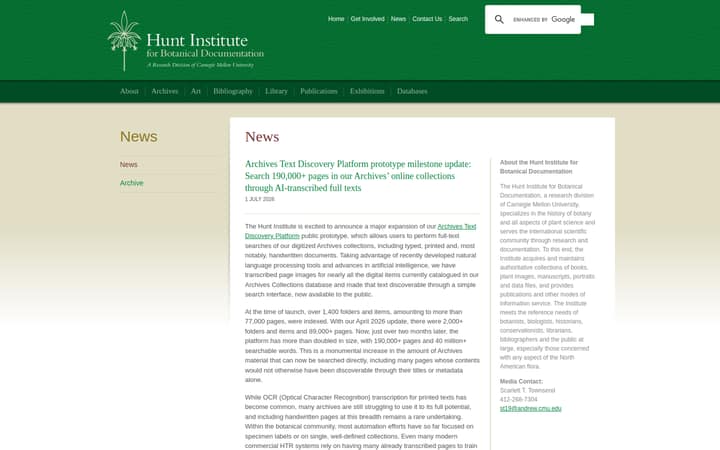 Home
Get Involved
News
Contact Us
Search
ENHANCED BY Google
Hunt Institute
for Botanical Documentation
A Research Division of Carnegie Mellon University
About
Archives
Art
Bibliography
Library
Publications
Exhibitions
Databases
News
News
Archive
News
Archives Text Discovery Platform prototype milestone update:
Search 190,000+ pages in our Archives' online collections
through AI-transcribed full texts
1 JULY 2026
The Hunt Institute is excited to announce a major expansion of our Archives Text
Discovery Platform public prototype, which allows users to perform full-text
searches of our digitized Archives collections, including typed, printed and, most
notably, handwritten documents. Taking advantage of recently developed natural
language processing tools and advances in artificial intelligence, we have
transcribed page images for nearly all the digital items currently catalogued in our
Archives Collections database and made that text discoverable through a simple
search interface, now available to the public.
At the time of launch, over 1,400 folders and items, amounting to more than
77,000 pages, were indexed. With our April 2026 update, there were 2,000+
folders and items and 89,000+ pages. Now, just over two months later, the
platform has more than doubled in size, with 190,000+ pages and 40 million+
searchable words. This is a monumental increase in the amount of Archives
material that can now be searched directly, including many pages whose contents
would not otherwise have been discoverable through their titles or metadata
alone.
While OCR (Optical Character Recognition) transcription for printed texts has
become common, many archives are still struggling to use it to its full potential,
and including handwritten pages at this breadth remains a rare undertaking.
Within the botanical community, most automation efforts have so far focused on
specimen labels or on single, well-defined collections. Even many modern
commercial HTR systems rely on having many already transcribed pages to train
About the Hunt Institute for
Botanical Documentation
The Hunt Institute for Botanical
Documentation, a research division
of Carnegie Mellon University,
specializes in the history of botany
and all aspects of plant science and
serves the international scientific
community through research and
documentation. To this end, the
Institute acquires and maintains
authoritative collections of books,
plant images, manuscripts, portraits
and data files, and provides
publications and other modes of
information service. The Institute
meets the reference needs of
botanists, biologists, historians,
conservationists, librarians,
bibliographers and the public at
large, especially those concerned
with any aspect of the North
American flora.
Media Contact:
Scarlett T. Townsend
412-268-7304
st19@andrew.cmu.edu